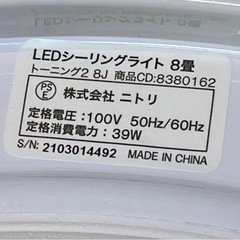 LEDシーリングライト 8畳
トーニング2 8J 商品CD:8380162
PSE 株式会社 ニトリ
定格電圧:100V 50Hz/60Hz
定格消費電力:39W
S/N: 2103014492 MADE IN CHINA